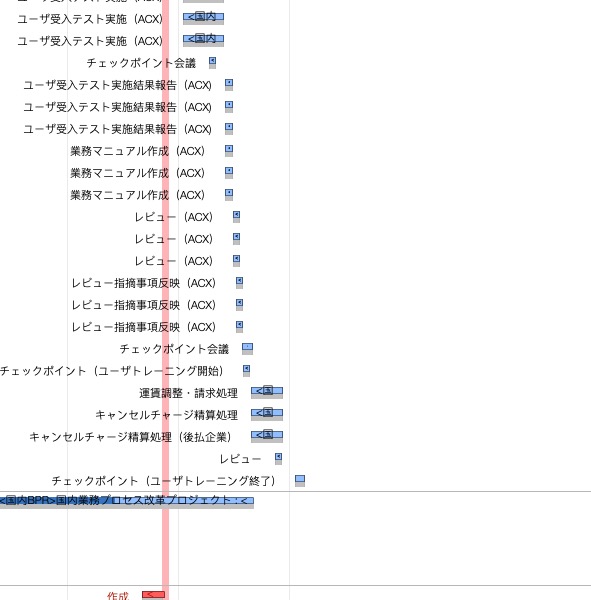 ユーザ受入テスト実施（ACX） <国内
ユーザ受入テスト実施（ACX） <国内
チェックポイント会議 <
ユーザ受入テスト実施結果報告（ACX）
ユーザ受入テスト実施結果報告（ACX）
ユーザ受入テスト実施結果報告（ACX）
業務マニュアル作成（ACX）
業務マニュアル作成（ACX）
業務マニュアル作成（ACX）
レビュー（ACX） <
レビュー（ACX） <
レビュー（ACX） <
レビュー指摘事項反映（ACX） <
レビュー指摘事項反映（ACX） <
レビュー指摘事項反映（ACX） <
チェックポイント会議
チェックポイント（ユーザトレーニング開始） <
運賃調整・請求処理 <国
キャンセルチャージ精算処理 <国
キャンセルチャージ精算処理（後払企業） <国
レビュー <
チェックポイント（ユーザトレーニング終了）
<国内BPR>国内業務プロセス改革プロジェクト：<
作成 <